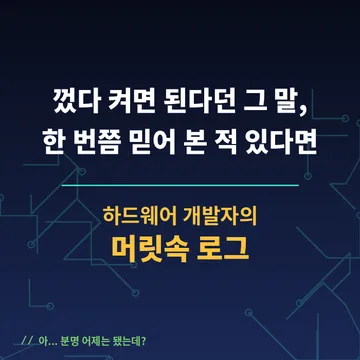 껐다 켜면 된다던 그 말,
한 번쯤 믿어 본 적 있다면
하드웨어 개발자의
머릿속 로그
// 아... 분명 어제는 됐는데?